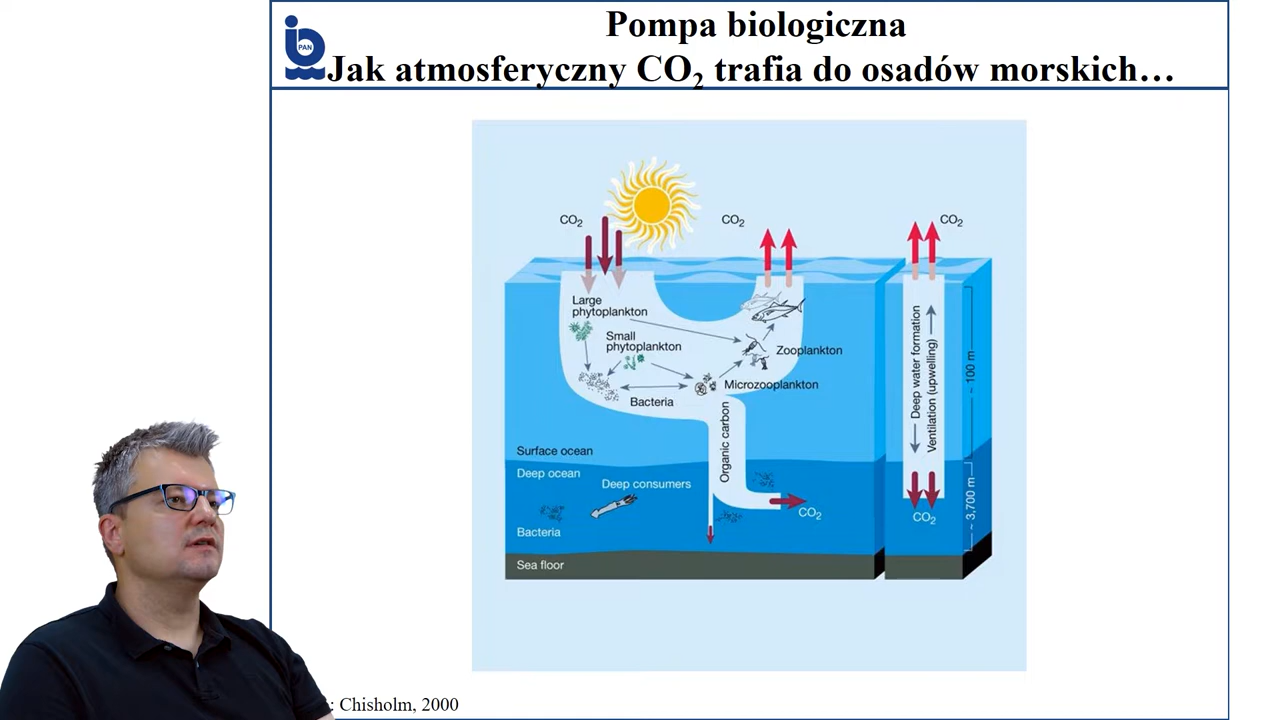 Pompa biologiczna
PAN
Jak atmosferyczny CO₂ trafia do osadów morskich…
CO₂
CO₂
CO₂
Large
phytoplankton
Small
phytoplankton
Zooplankton
Microzooplankton
Bacteria
Organic carbon
Surface ocean
Deep ocean
Deep consumers
CO₂
Bacteria
Sea floor
Deep water formation
Ventilation (upwelling)
~ 100 m
~ 3,700 m
CO₂
: Chisholm, 2000